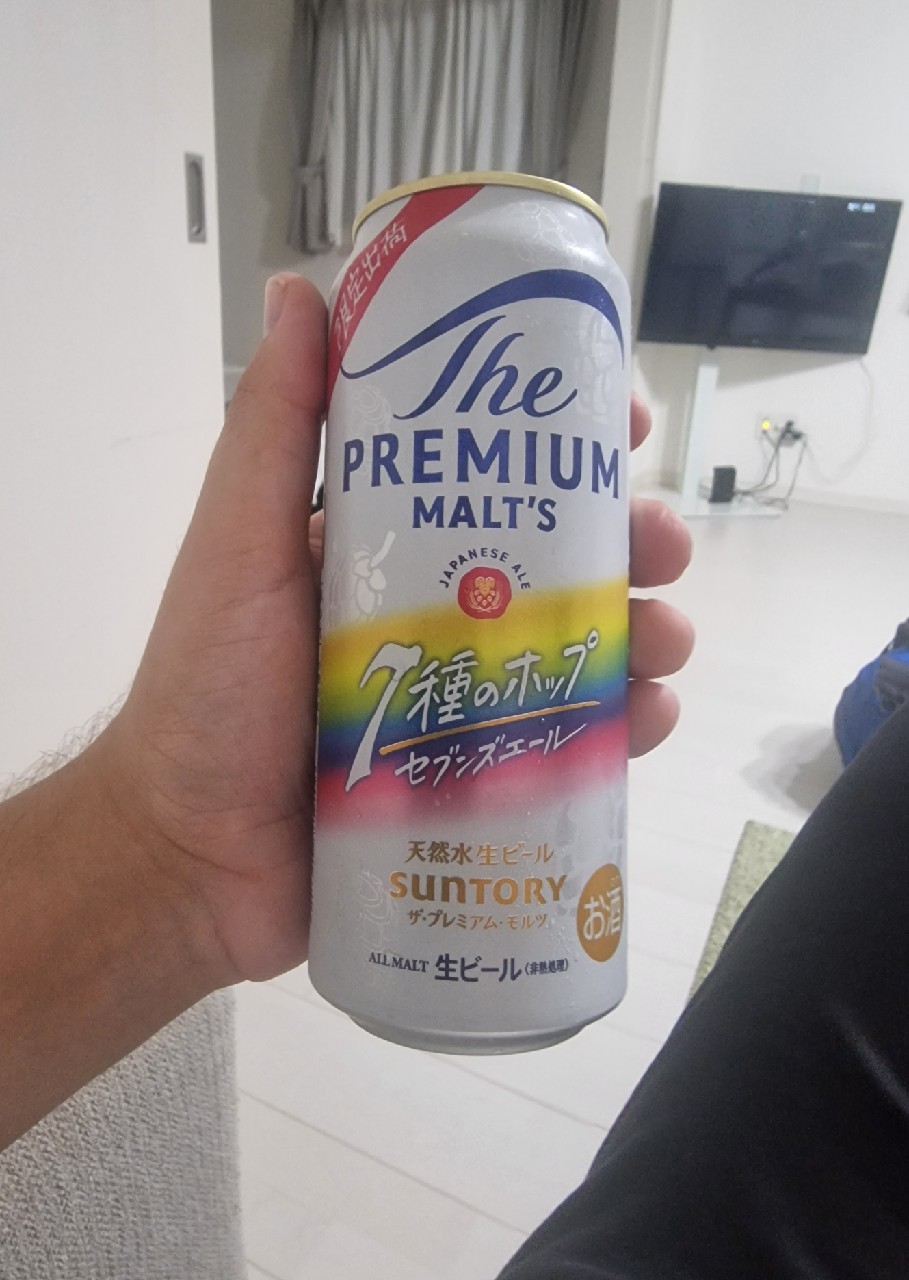 限定出荷
The
PREMIUM
MALT'S
JAPANESE ALE
7種のホップ
セブンズエール
天然水生ビール
SUNTORY
ザ・プレミアム・モルツ
お酒
ALL MALT 生ビール(非熱処理)